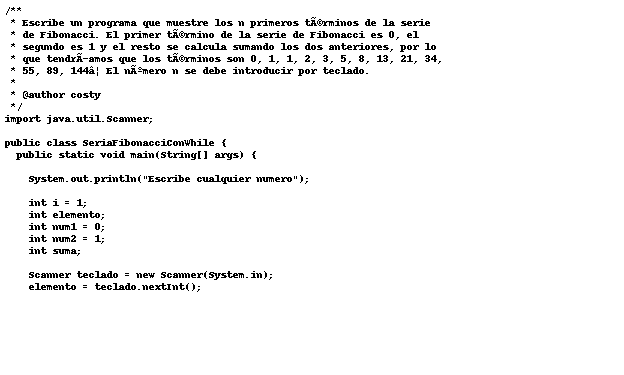 /**
 * Escribe un programa que muestre los n primeros tÃ©rminos de la serie
 * de Fibonacci. El primer tÃ©rmino de la serie de Fibonacci es 0, el
 * segundo es 1 y el resto se calcula sumando los dos anteriores, por lo
 * que tendrÃ­amos que los tÃ©rminos son 0, 1, 1, 2, 3, 5, 8, 13, 21, 34,
 * 55, 89, 144â¦ El nÃºmero n se debe introducir por teclado.
 *
 * @author costy
 */
import java.util.Scanner;
public class SeriaFibonacciConWhile {
  public static void main(String[] args) {
    System.out.println("Escribe cualquier numero");
    int i = 1;
    int elemento;
    int num1 = 0;
    int num2 = 1;
    int suma;
    Scanner teclado = new Scanner(System.in);
    elemento = teclado.nextInt();